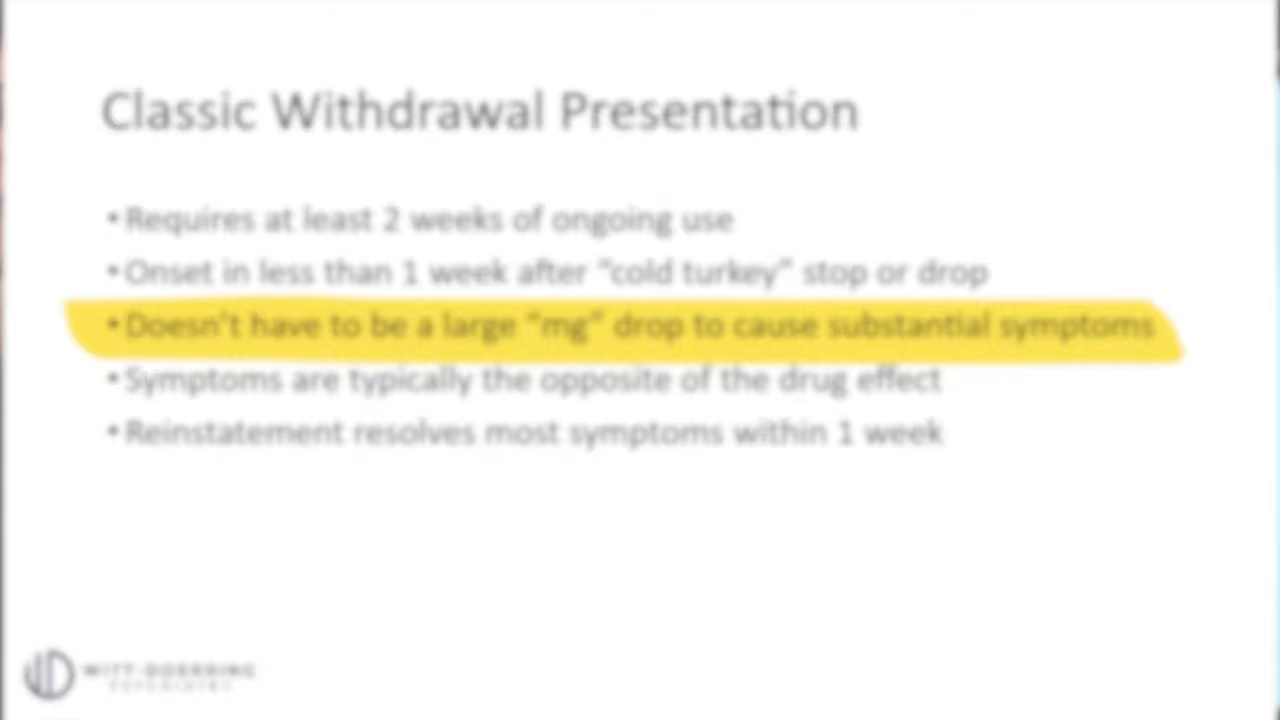 Classic Withdrawal Presentation
• Requires at least 2 weeks of ongoing use
• Onset in less than 1 week after “cold turkey” stop or drop
• Doesn’t have to be a large “mg” drop to cause substantial symptoms
• Symptoms are typically the opposite of the drug effect
• Reinstatement resolves most symptoms within 1 week
WITT-DOERRING
PSYCHIATRY